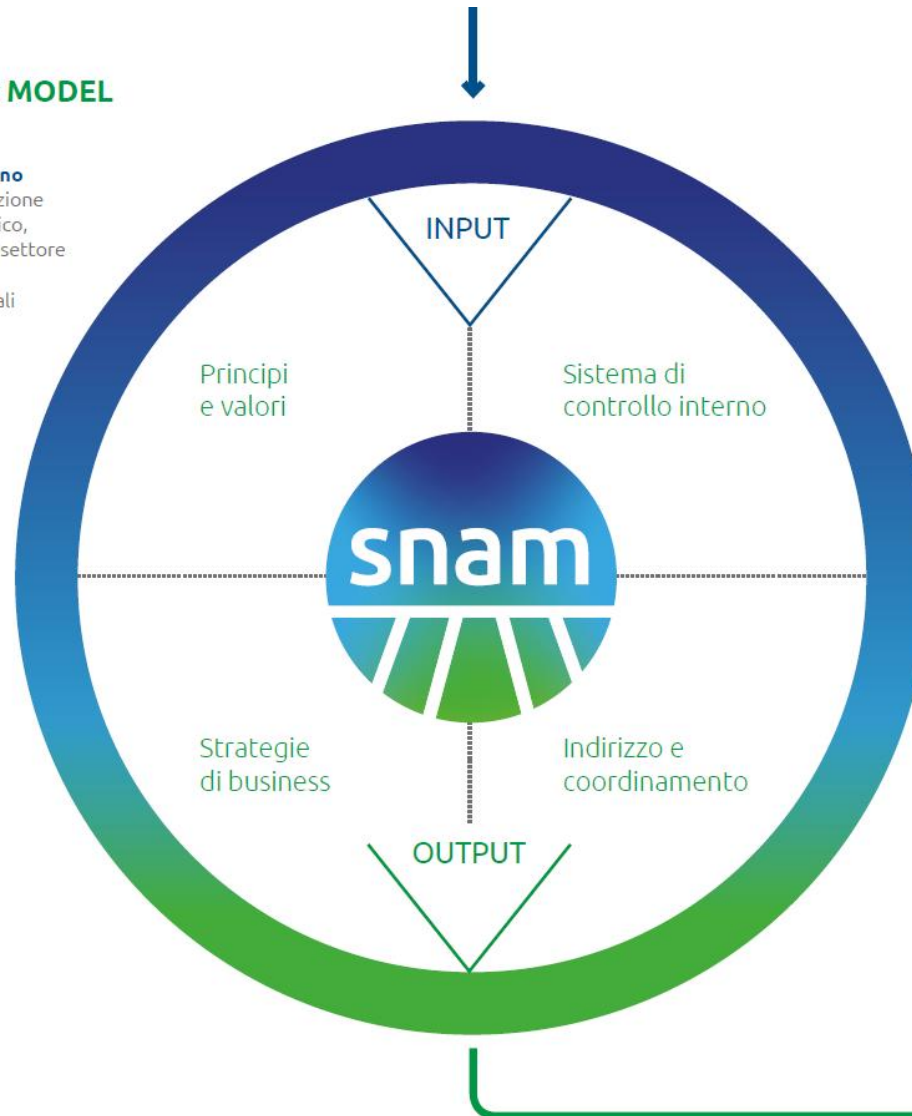 MODEL
no
zione
ico,
settore
ali
INPUT
Principi
e valori
Sistema di
controllo interno
snam
Strategie
di business
Indirizzo e
coordinamento
OUTPUT